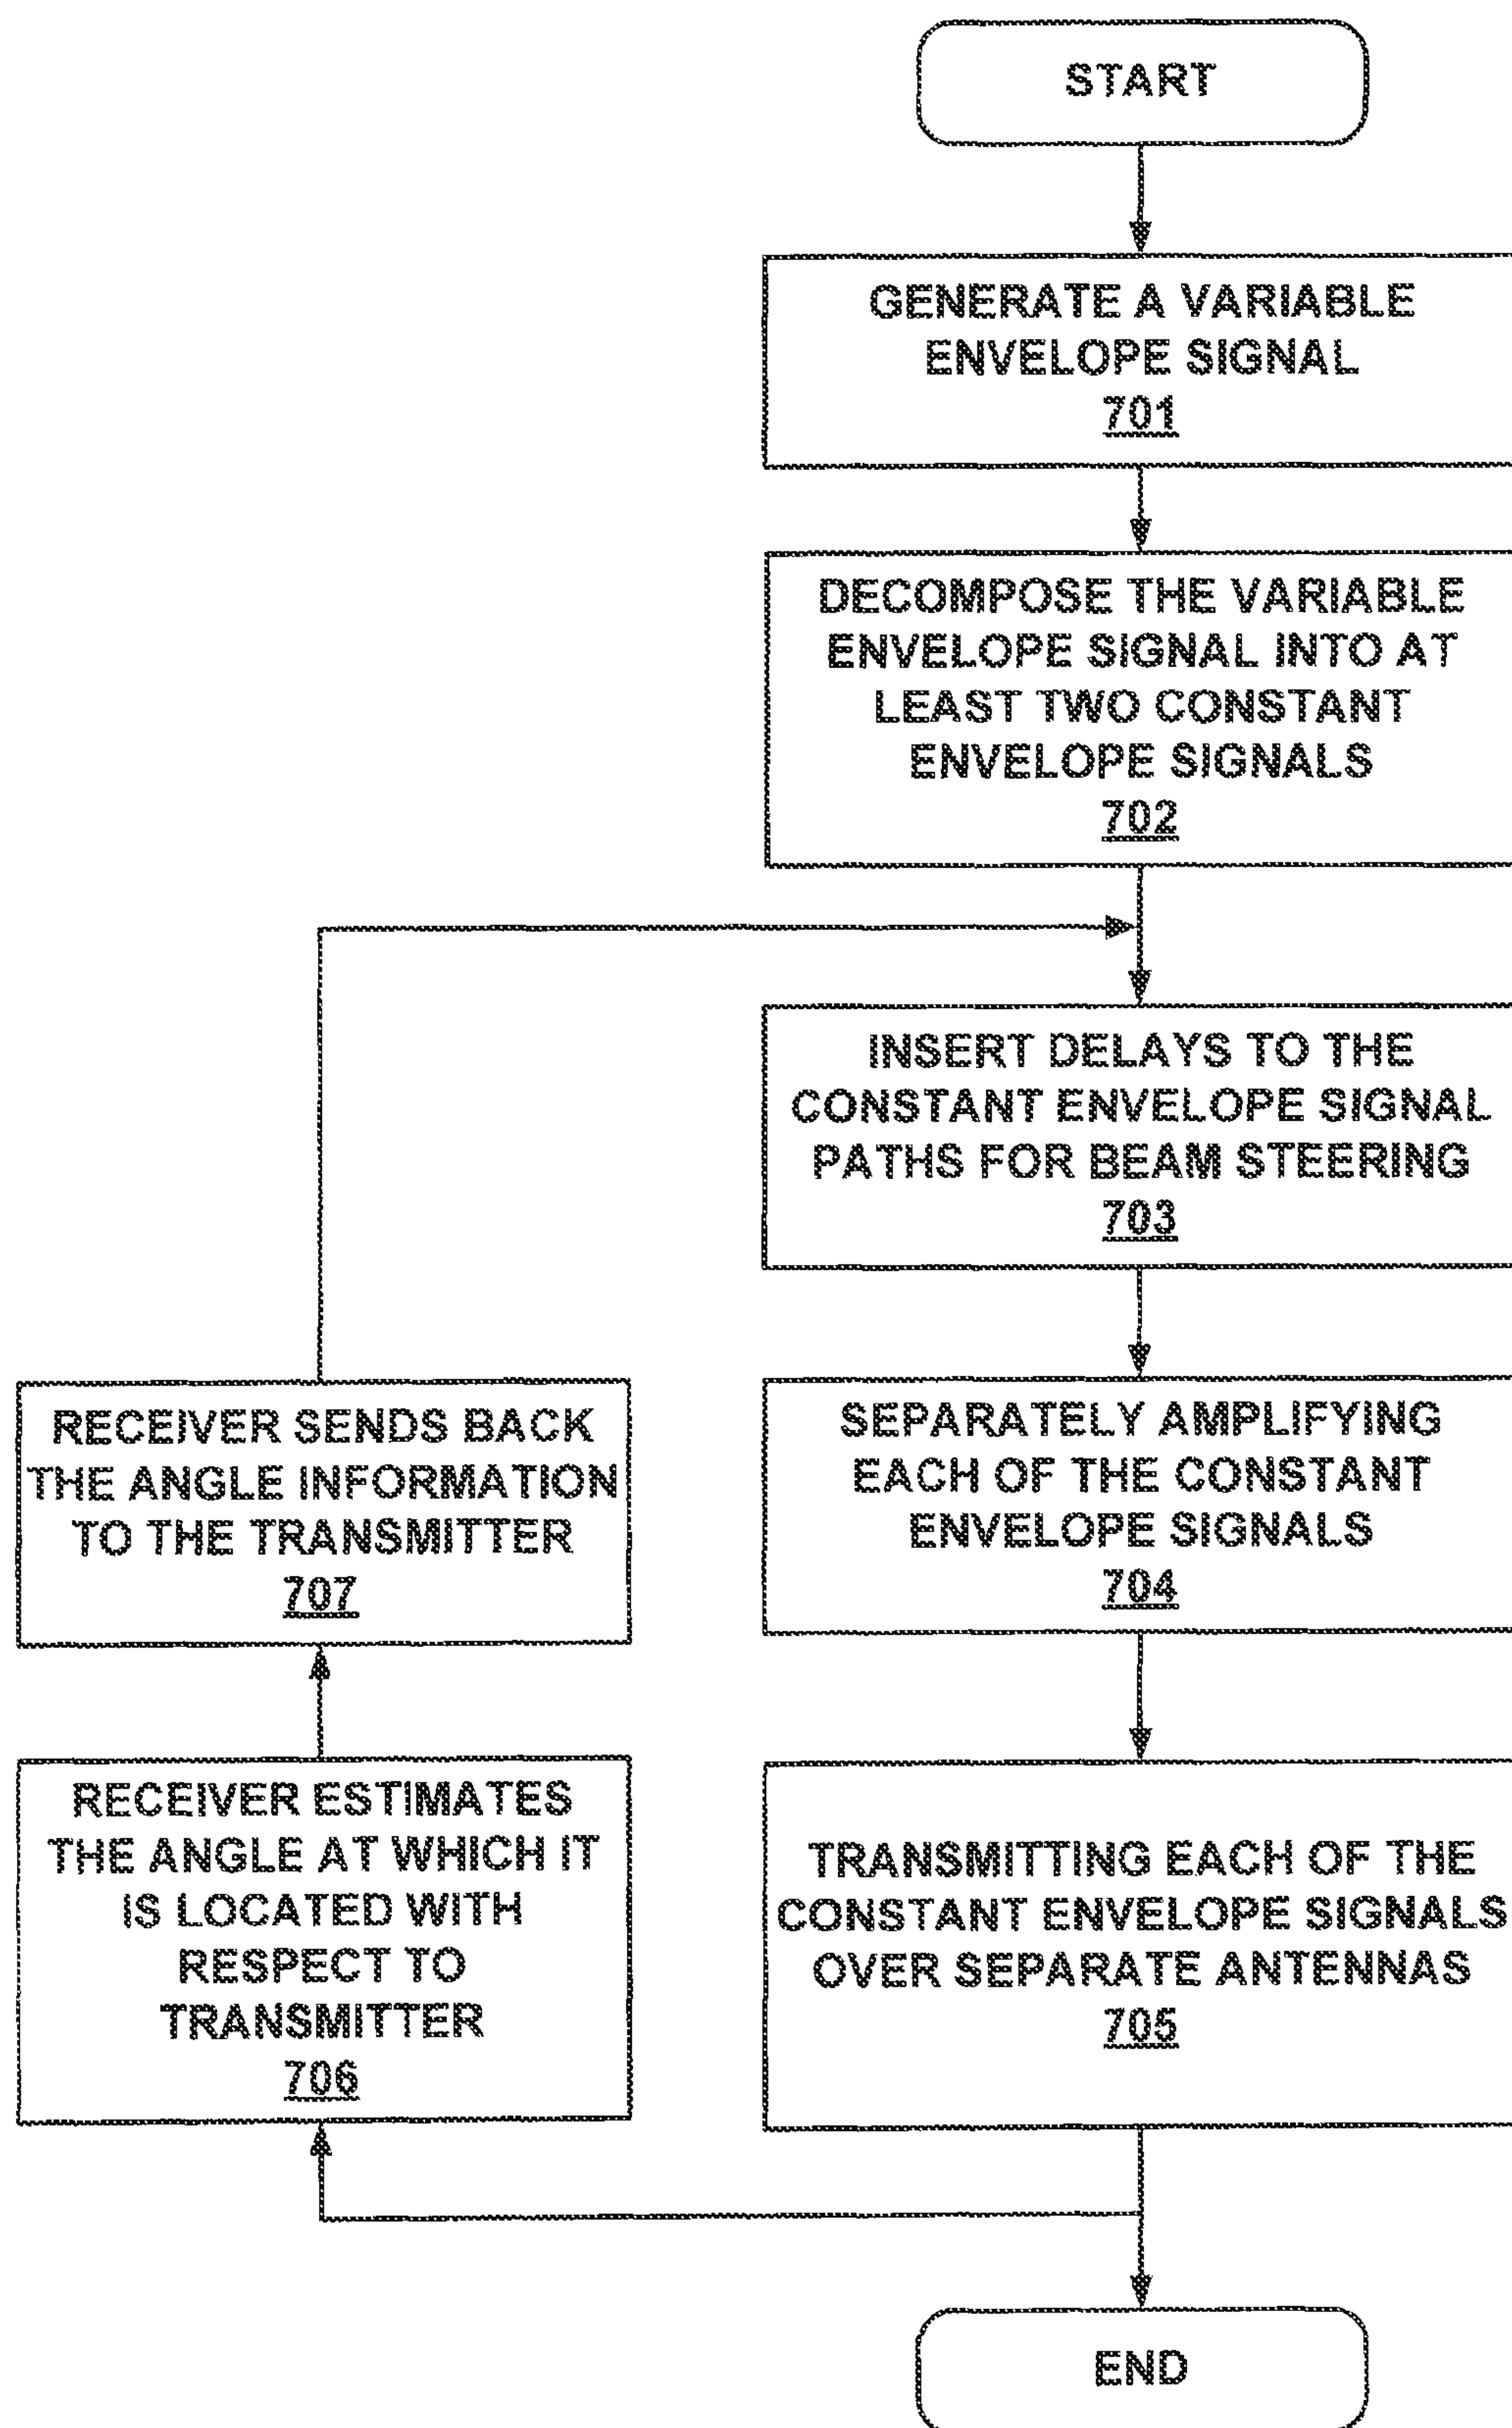 START
GENERATE A VARIABLE
ENVELOPE SIGNAL
701
DECOMPOSE THE VARIABLE
ENVELOPE SIGNAL INTO AT
LEAST TWO CONSTANT
ENVELOPE SIGNALS
702
INSERT DELAYS TO THE
CONSTANT ENVELOPE SIGNAL
PATHS FOR BEAM STEERING
703
SEPARATELY AMPLIFYING
EACH OF THE CONSTANT
ENVELOPE SIGNALS
704
TRANSMITTING EACH OF THE
CONSTANT ENVELOPE SIGNALS
OVER SEPARATE ANTENNAS
705
RECEIVER ESTIMATES
THE ANGLE AT WHICH IT
IS LOCATED WITH
RESPECT TO
TRANSMITTER
706
RECEIVER SENDS BACK
THE ANGLE INFORMATION
TO THE TRANSMITTER
707
END